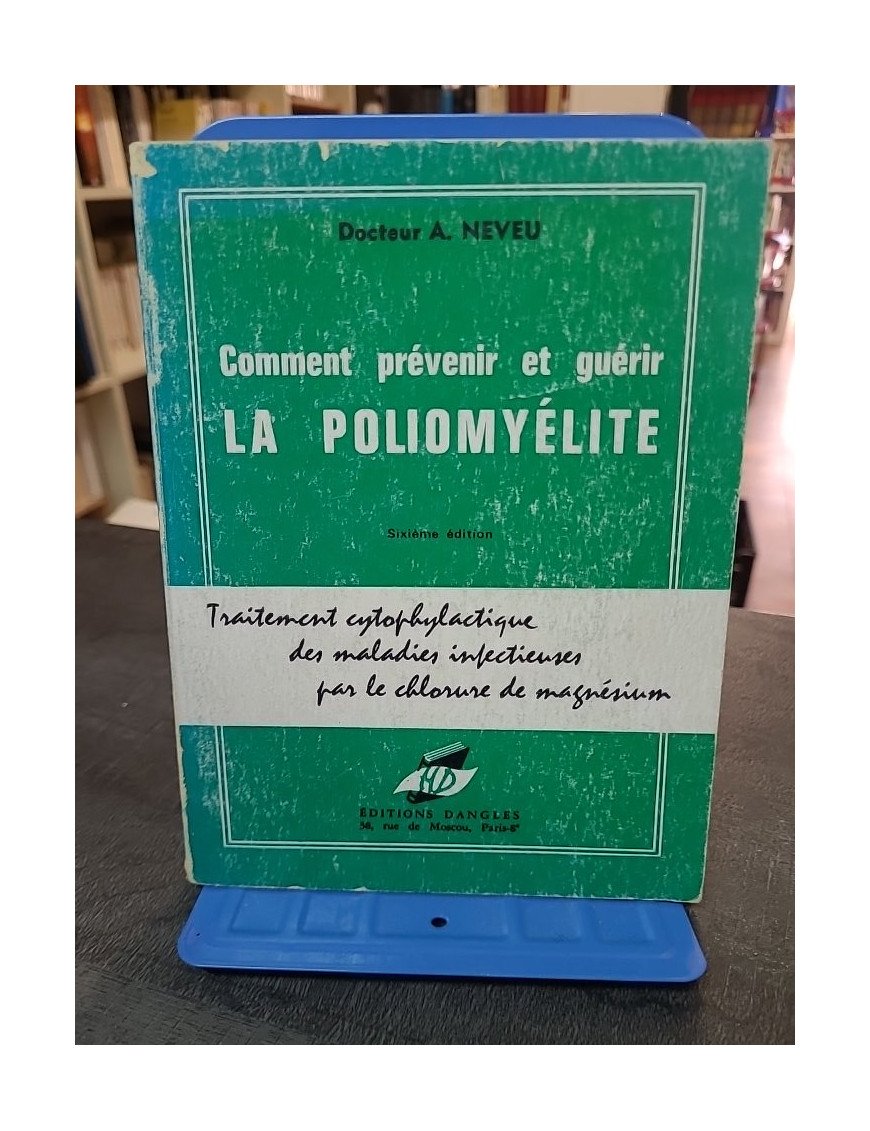 Docteur A. NEVEU
Comment prévenir et guérir
LA POLIOMYÉLITE
Sixième édition
Traitement cytophylactique
des maladies infectieuses
par le chlorure de magnésium
ÉDITIONS DANGLES
38, rue de Moscou, Paris-8e